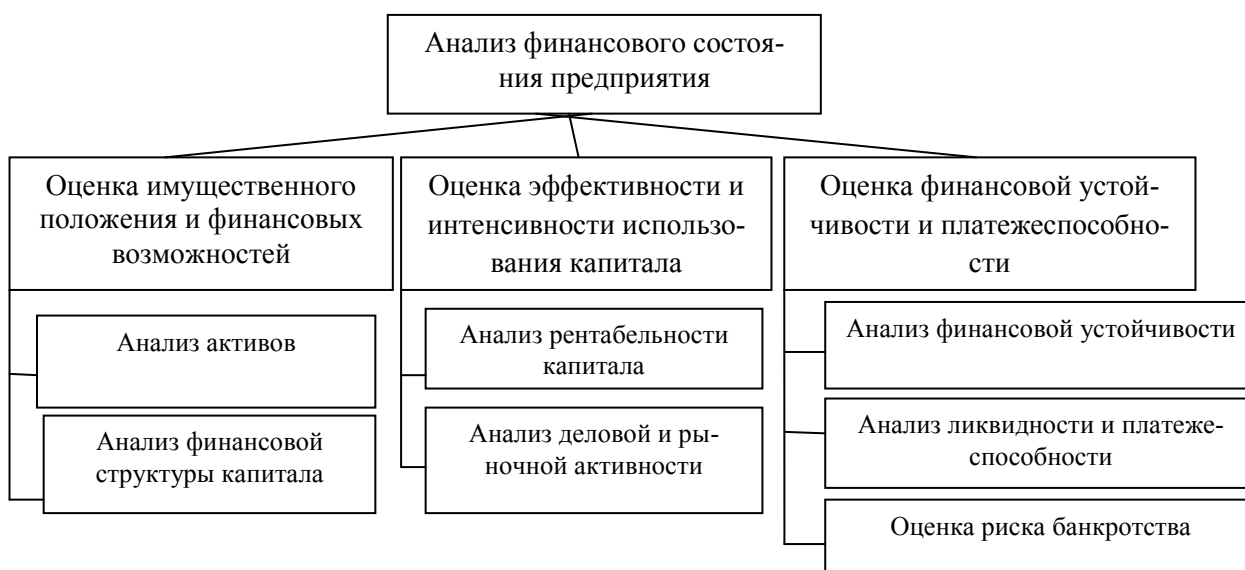 Анализ финансового состоя-
ния предприятия
Оценка имущественного
положения и финансовых
возможностей
Оценка эффективности и
интенсивности использо-
вания капитала
Оценка финансовой устой-
чивости и платежеспособно-
сти
Анализ активов
Анализ финансовой
структуры капитала
Анализ рентабельности
капитала
Анализ деловой и ры-
ночной активности
Анализ финансовой устойчивости
Анализ ликвидности и платеже-
способности
Оценка риска банкротства